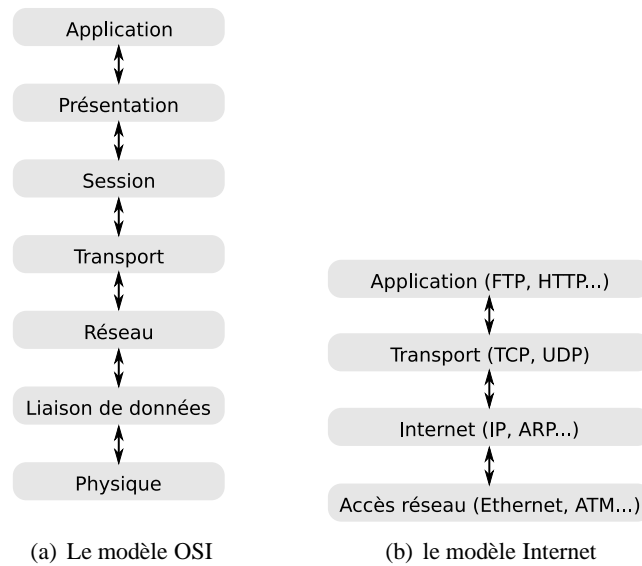 Application
Présentation
Session
Transport
Réseau
Liaison de données
Physique
(a) Le modèle OSI
Application (FTP, HTTP...)
Transport (TCP, UDP)
Internet (IP, ARP...)
Accès réseau (Ethernet, ATM...)
(b) le modèle Internet